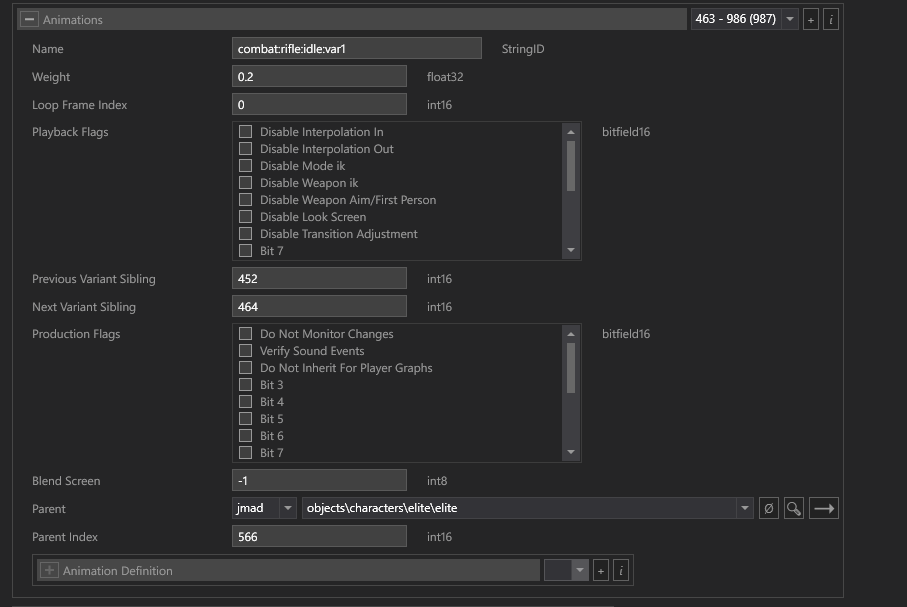 Animations 463 - 986 (987) + i
Name combat:rifle:idle:var1 StringID
Weight 0.2 float32
Loop Frame Index 0 int16
Playback Flags Disable Interpolation In bitfield16
Disable Interpolation Out
Disable Mode ik
Disable Weapon ik
Disable Weapon Aim/First Person
Disable Look Screen
Disable Transition Adjustment
Bit 7
Previous Variant Sibling 452 int16
Next Variant Sibling 464 int16
Production Flags Do Not Monitor Changes bitfield16
Verify Sound Events
Do Not Inherit For Player Graphs
Bit 3
Bit 4
Bit 5
Bit 6
Bit 7
Blend Screen -1 int8
Parent jmad objects\characters\elite\elite Ø
Parent Index 566 int16
Animation Definition + i